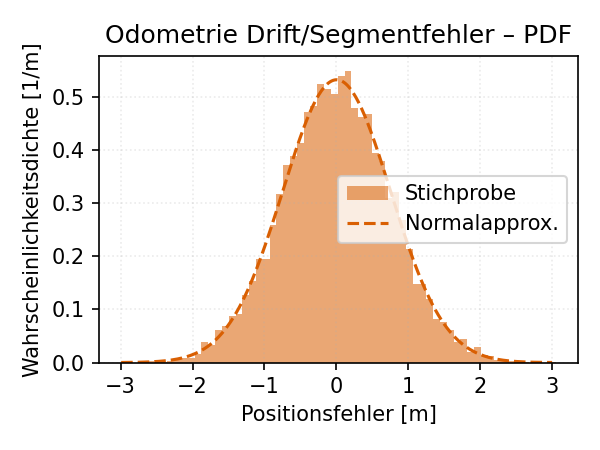 Odometrie Drift/Segmentfehler – PDF
Wahrscheinlichkeitsdichte [1/m]
0.5
0.4
0.3
0.2
0.1
0.0
Stichprobe
Normalapprox.
−3
−2
−1
0
1
2
3
Positionsfehler [m]